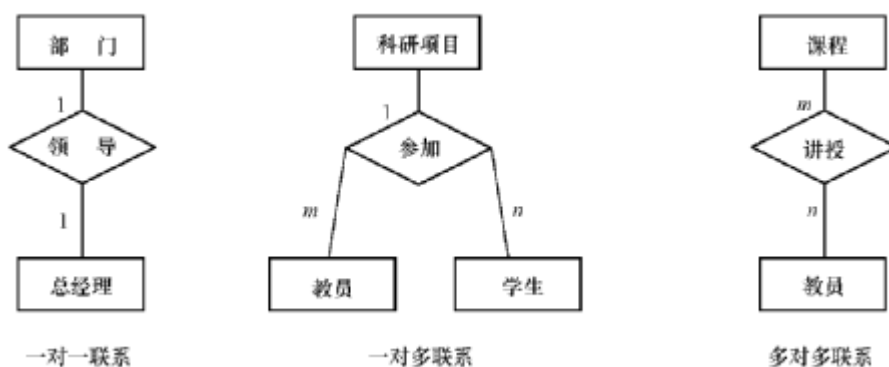 部 门
1
领 导
1
总经理
一对一联系
科研项目
1
参加
m
n
教员
学生
一对多联系
课程
m
讲授
n
教员
多对多联系